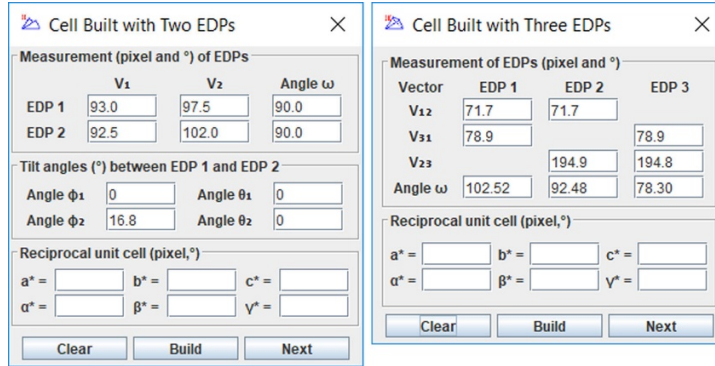 Cell Built with Two EDPs
Measurement (pixel and °) of EDPs
V₁ V₂ Angle ω
EDP 1 93.0 97.5 90.0
EDP 2 92.5 102.0 90.0
Tilt angles (°) between EDP 1 and EDP 2
Angle ϕ₁ 0 Angle θ₁ 0
Angle ϕ₂ 16.8 Angle θ₂ 0
Reciprocal unit cell (pixel,°)
a* = b* = c* =
α* = β* = γ* =
Clear Build Next
Cell Built with Three EDPs
Measurement of EDPs (pixel and °)
Vector EDP 1 EDP 2 EDP 3
V₁₂ 71.7 71.7
V₃₁ 78.9 78.9
V₂₃ 194.9 194.8
Angle ω 102.52 92.48 78.30
Reciprocal unit cell (pixel,°)
a* = b* = c* =
α* = β* = γ* =
Clear Build Next